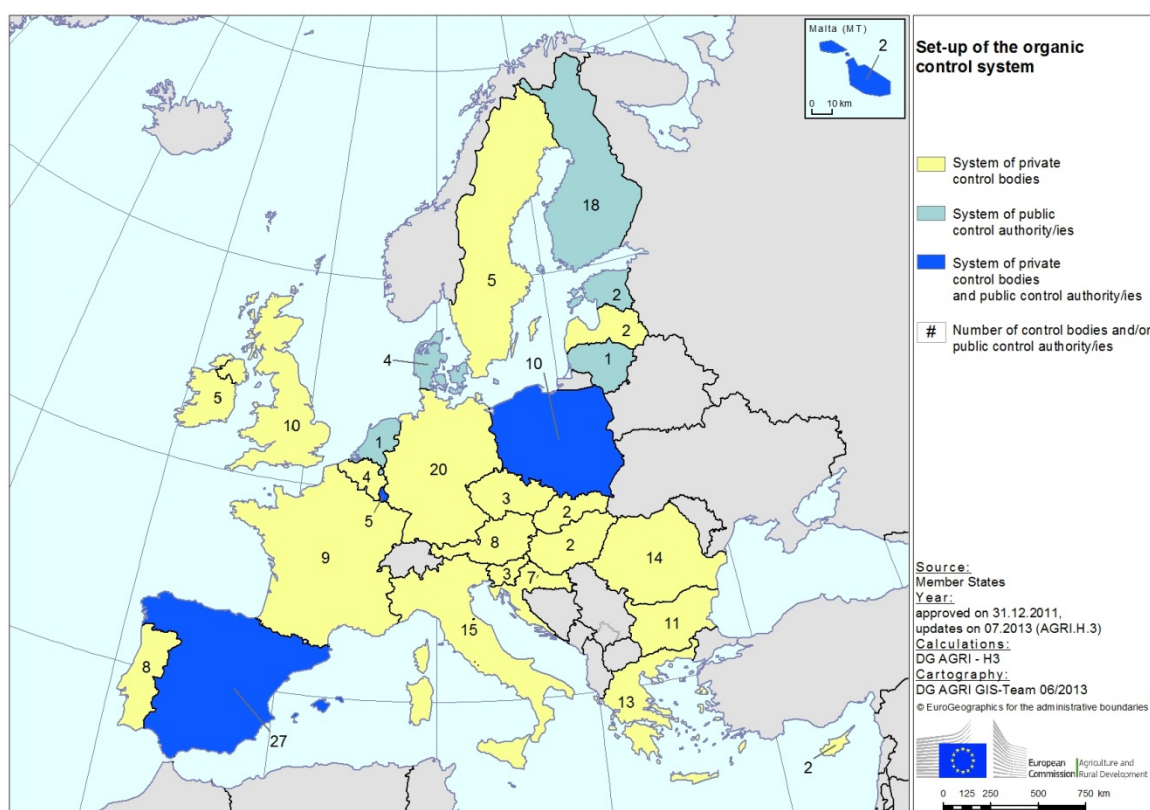 Malta (MT)
2
0 10 km
Set-up of the organic
control system
System of private
control bodies
System of public
control authority/ies
System of private
control bodies
and public control authority/ies
# Number of control bodies and/or
public control authority/ies
18
5
2
2
1
4
10
5
10
1
4
5
20
3
2
8
2
14
3
7
11
9
15
13
8
27
2
Source:
Member States
Year:
approved on 31.12.2011,
updates on 07.2013 (AGRI.H.3)
Calculations:
DG AGRI - H3
Cartography:
DG AGRI GIS-Team 06/2013
© EuroGeographics for the administrative boundaries
European
Commission
Agriculture and
Rural Development
0 125 250 500 750 km